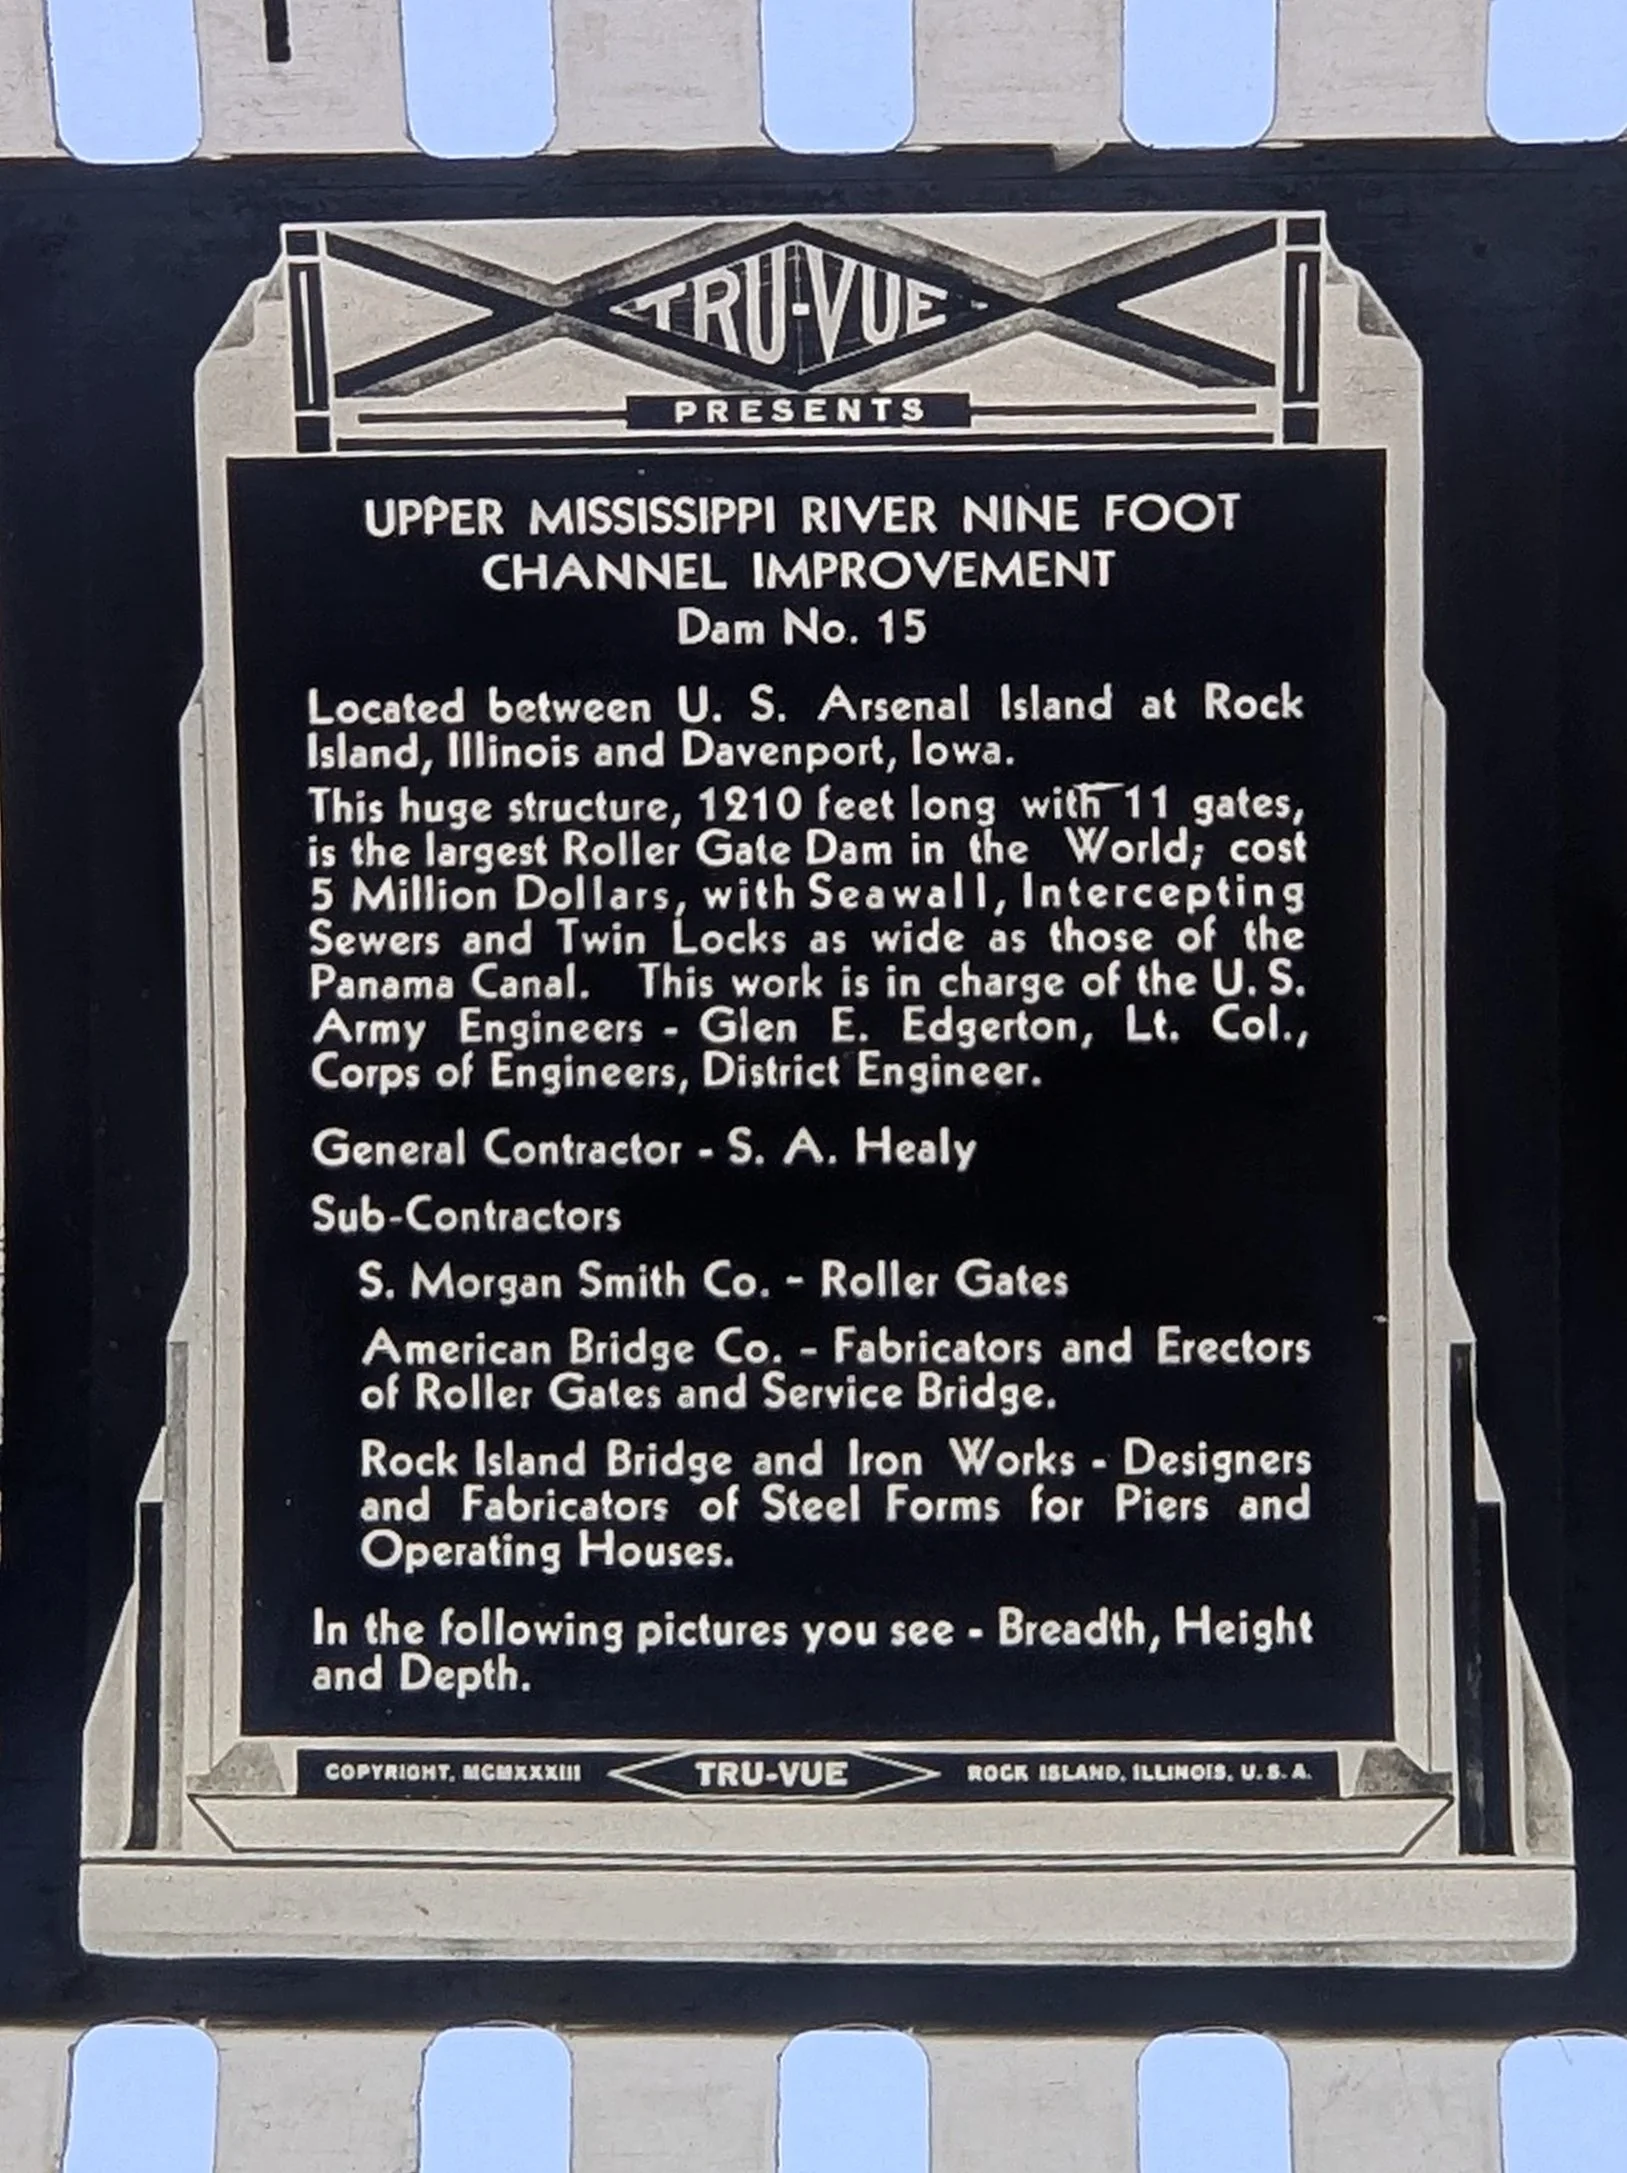 TRU-VUE
PRESENTS
UPPER MISSISSIPPI RIVER NINE FOOT
CHANNEL IMPROVEMENT
Dam No. 15
Located between U. S. Arsenal Island at Rock
Island, Illinois and Davenport, Iowa.
This huge structure, 1210 feet long with 11 gates,
is the largest Roller Gate Dam in the World; cost
5 Million Dollars, with Seawall, Intercepting
Sewers and Twin Locks as wide as those of the
Panama Canal. This work is in charge of the U. S.
Army Engineers - Glen E. Edgerton, Lt. Col.,
Corps of Engineers, District Engineer.
General Contractor - S. A. Healy
Sub-Contractors
S. Morgan Smith Co. - Roller Gates
American Bridge Co. - Fabricators and Erectors
of Roller Gates and Service Bridge.
Rock Island Bridge and Iron Works - Designers
and Fabricators of Steel Forms for Piers and
Operating Houses.
In the following pictures you see - Breadth, Height
and Depth.
COPYRIGHT, MCMXXXIII TRU-VUE ROCK ISLAND, ILLINOIS, U. S. A.